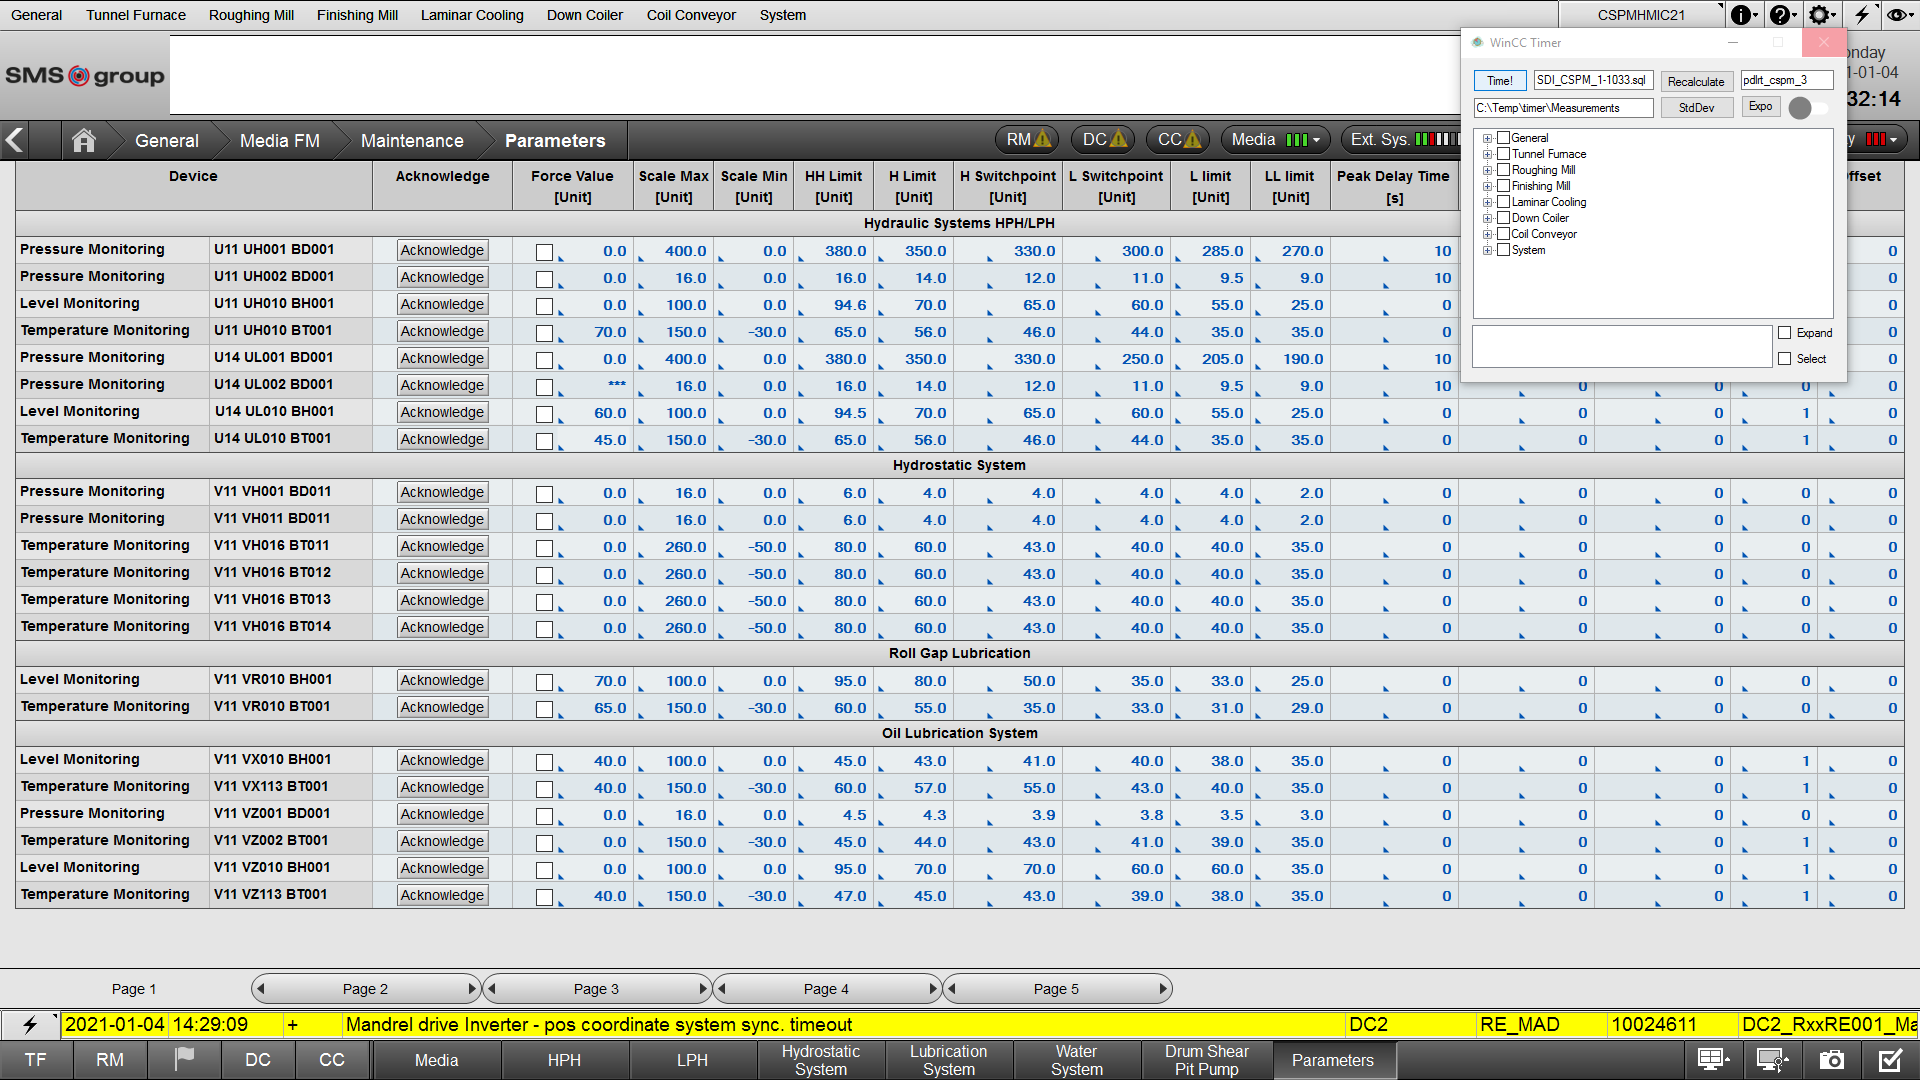 General Tunnel Furnace Roughing Mill Finishing Mill Laminar Cooling Down Coiler Coil Conveyor System CSPMHMIC21
SMS group
WinCC Timer
Time! SDI_CSPM_1-1033.sql Recalculate pdlrt_cspm_3
C:\Temp\timer\Measurements StdDev Expo
General
Tunnel Furnace
Roughing Mill
Finishing Mill
Laminar Cooling
Down Coiler
Coil Conveyor
System
Expand
Select
32:14
General Media FM Maintenance Parameters RM DC CC Media Ext. Sys.
Device Acknowledge Force Value [Unit] Scale Max [Unit] Scale Min [Unit] HH Limit [Unit] H Limit [Unit] H Switchpoint [Unit] L Switchpoint [Unit] L limit [Unit] LL limit [Unit] Peak Delay Time [s]
Hydraulic Systems HPH/LPH
Pressure Monitoring U11 UH001 BD001 Acknowledge 0.0 400.0 0.0 380.0 350.0 330.0 300.0 285.0 270.0 10 0
Pressure Monitoring U11 UH002 BD001 Acknowledge 0.0 16.0 0.0 16.0 14.0 12.0 11.0 9.5 9.0 10 0
Level Monitoring U11 UH010 BH001 Acknowledge 0.0 100.0 0.0 94.6 70.0 65.0 60.0 55.0 25.0 0 0
Temperature Monitoring U11 UH010 BT001 Acknowledge 70.0 150.0 -30.0 65.0 56.0 46.0 44.0 35.0 35.0 0 0
Pressure Monitoring U14 UL001 BD001 Acknowledge 0.0 400.0 0.0 380.0 350.0 330.0 250.0 205.0 190.0 10 0
Pressure Monitoring U14 UL002 BD001 Acknowledge *** 16.0 0.0 16.0 14.0 12.0 11.0 9.5 9.0 10 0 0 0 0
Level Monitoring U14 UL010 BH001 Acknowledge 60.0 100.0 0.0 94.5 70.0 65.0 60.0 55.0 25.0 0 0 0 1 0
Temperature Monitoring U14 UL010 BT001 Acknowledge 45.0 150.0 -30.0 65.0 56.0 46.0 44.0 35.0 35.0 0 0 0 1 0
Hydrostatic System
Pressure Monitoring V11 VH001 BD011 Acknowledge 0.0 16.0 0.0 6.0 4.0 4.0 4.0 4.0 2.0 0 0 0 0 0
Pressure Monitoring V11 VH011 BD011 Acknowledge 0.0 16.0 0.0 6.0 4.0 4.0 4.0 4.0 2.0 0 0 0 0 0
Temperature Monitoring V11 VH016 BT011 Acknowledge 0.0 260.0 -50.0 80.0 60.0 43.0 40.0 40.0 35.0 0 0 0 0 0
Temperature Monitoring V11 VH016 BT012 Acknowledge 0.0 260.0 -50.0 80.0 60.0 43.0 40.0 40.0 35.0 0 0 0 0 0
Temperature Monitoring V11 VH016 BT013 Acknowledge 0.0 260.0 -50.0 80.0 60.0 43.0 40.0 40.0 35.0 0 0 0 0 0
Temperature Monitoring V11 VH016 BT014 Acknowledge 0.0 260.0 -50.0 80.0 60.0 43.0 40.0 40.0 35.0 0 0 0 0 0
Roll Gap Lubrication
Level Monitoring V11 VR010 BH001 Acknowledge 70.0 100.0 0.0 95.0 80.0 50.0 35.0 33.0 25.0 0 0 0 0 0
Temperature Monitoring V11 VR010 BT001 Acknowledge 65.0 150.0 -30.0 60.0 55.0 35.0 33.0 31.0 29.0 0 0 0 0 0
Oil Lubrication System
Level Monitoring V11 VX010 BH001 Acknowledge 40.0 100.0 0.0 45.0 43.0 41.0 40.0 38.0 35.0 0 0 0 1 0
Temperature Monitoring V11 VX113 BT001 Acknowledge 40.0 150.0 -30.0 60.0 57.0 55.0 43.0 40.0 35.0 0 0 0 1 0
Pressure Monitoring V11 VZ001 BD001 Acknowledge 0.0 16.0 0.0 4.5 4.3 3.9 3.8 3.5 3.0 0 0 0 0 0
Temperature Monitoring V11 VZ002 BT001 Acknowledge 0.0 150.0 -30.0 45.0 44.0 43.0 41.0 39.0 35.0 0 0 0 1 0
Level Monitoring V11 VZ010 BH001 Acknowledge 0.0 100.0 0.0 95.0 70.0 70.0 60.0 60.0 35.0 0 0 0 1 0
Temperature Monitoring V11 VZ113 BT001 Acknowledge 40.0 150.0 -30.0 47.0 45.0 43.0 39.0 38.0 35.0 0 0 0 1 0
Page 1 Page 2 Page 3 Page 4 Page 5
2021-01-04 14:29:09 + Mandrel drive Inverter - pos coordinate system sync. timeout DC2 RE_MAD 10024611 DC2_RxxRE001_Ma
TF RM DC CC Media HPH LPH Hydrostatic System Lubrication System Water System Drum Shear Pit Pump Parameters